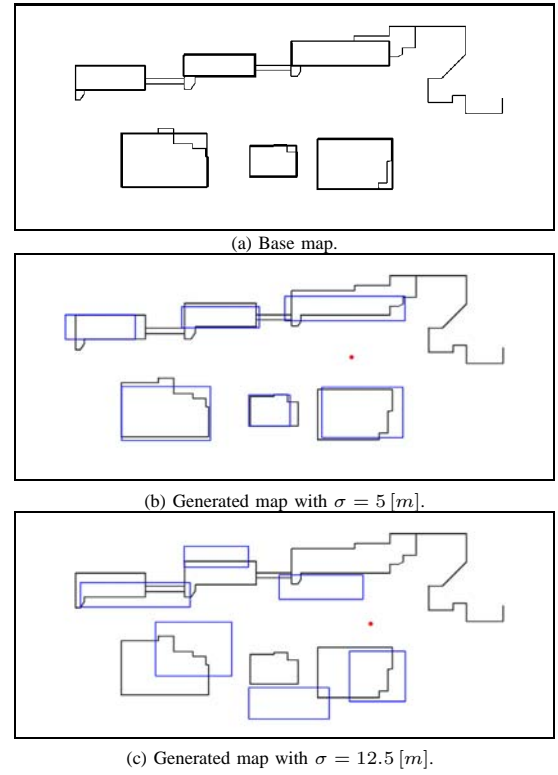 (a) Base map.
(b) Generated map with σ = 5 [m].
(c) Generated map with σ = 12.5 [m].